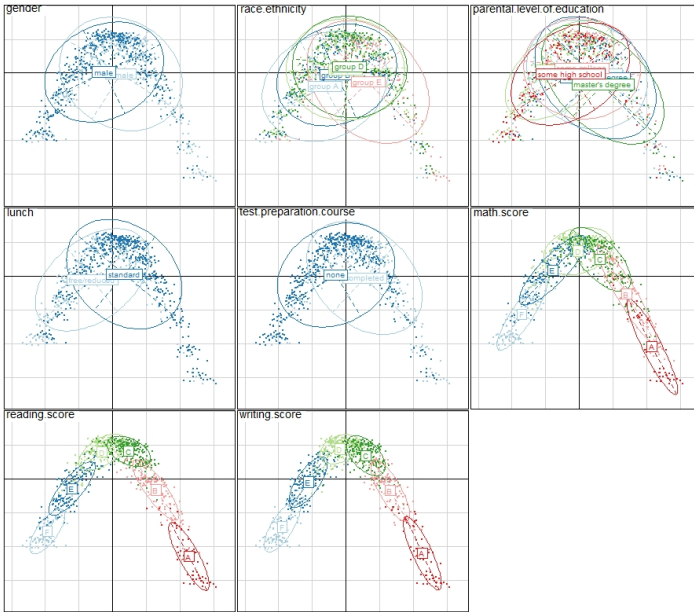 gender
male
race.ethnicity
group D
group A
group E
parental.level.of.education
some high school
master's degree
lunch
standard
test.preparation.course
none
completed
math.score
E
C
F
B
A
reading.score
C
E
B
F
A
writing.score
C
E
B
F
A